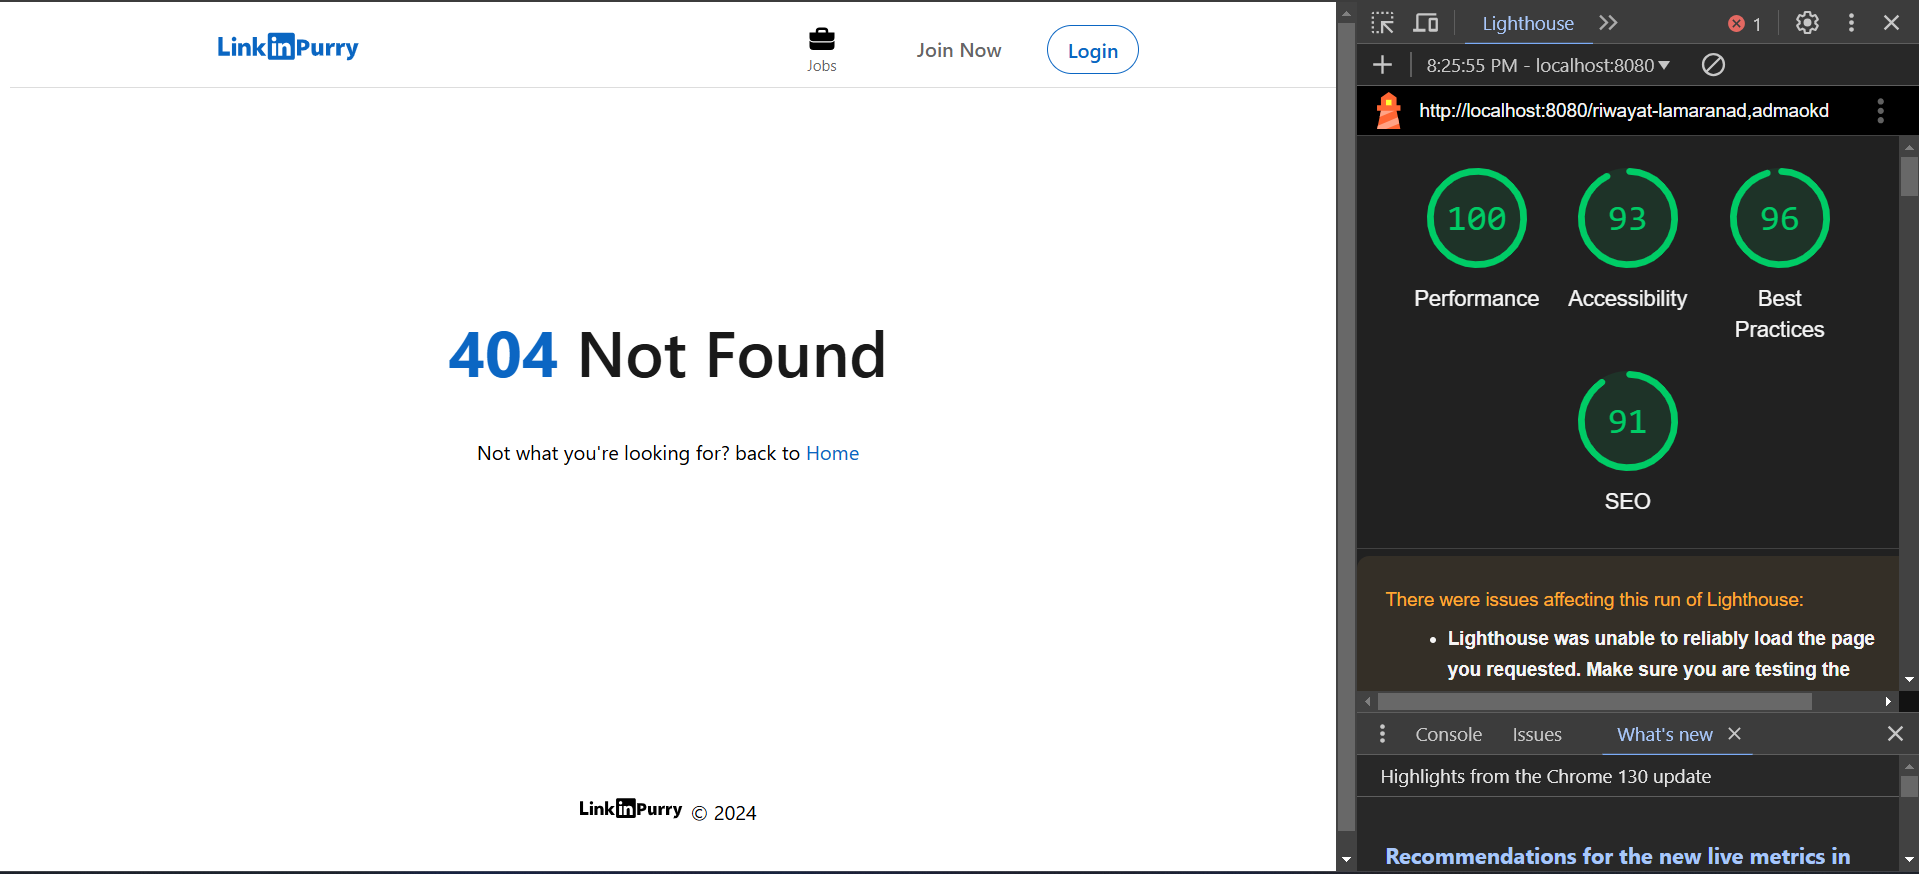 LinkinPurry
Jobs
Join Now
Login
404 Not Found
Not what you're looking for? back to Home
LinkinPurry © 2024
Lighthouse
1
8:25:55 PM - localhost:8080
http://localhost:8080/riwayat-lamaranad,admaokd
100
93
96
Performance
Accessibility
Best
Practices
91
SEO
There were issues affecting this run of Lighthouse:
• Lighthouse was unable to reliably load the page
you requested. Make sure you are testing the
Console
Issues
What's new
Highlights from the Chrome 130 update
Recommendations for the new live metrics in